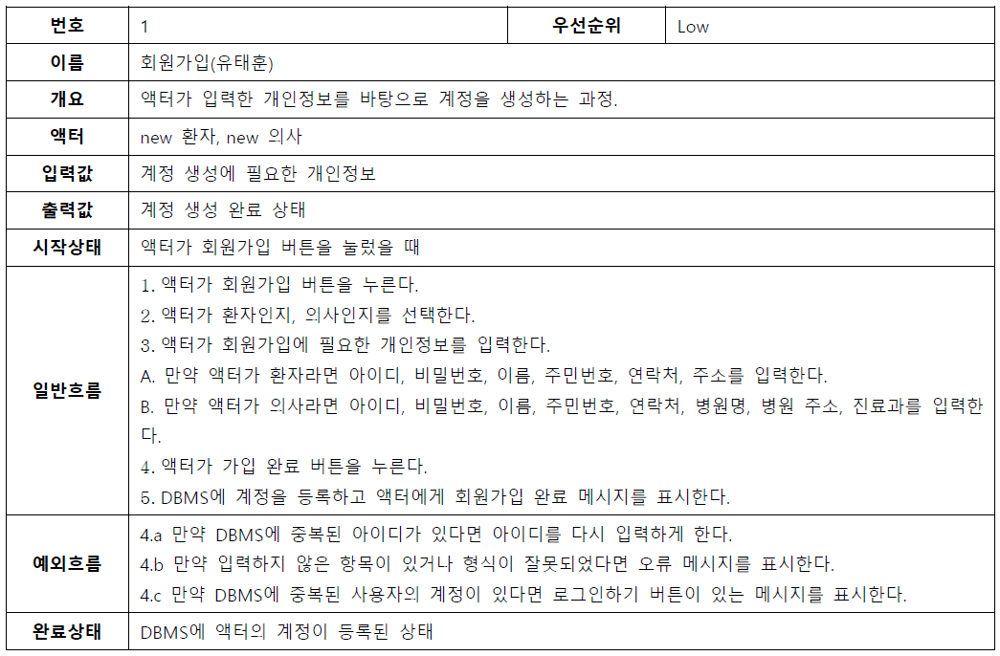 번호 1 우선순위 Low
이름 회원가입(유태훈)
개요 액터가 입력한 개인정보를 바탕으로 계정을 생성하는 과정.
액터 new 환자, new 의사
입력값 계정 생성에 필요한 개인정보
출력값 계정 생성 완료 상태
시작상태 액터가 회원가입 버튼을 눌렀을 때
일반흐름
1. 액터가 회원가입 버튼을 누른다.
2. 액터가 환자인지, 의사인지를 선택한다.
3. 액터가 회원가입에 필요한 개인정보를 입력한다.
A. 만약 액터가 환자라면 아이디, 비밀번호, 이름, 주민번호, 연락처, 주소를 입력한다.
B. 만약 액터가 의사라면 아이디, 비밀번호, 이름, 주민번호, 연락처, 병원명, 병원 주소, 진료과를 입력한
다.
4. 액터가 가입 완료 버튼을 누른다.
5. DBMS에 계정을 등록하고 액터에게 회원가입 완료 메시지를 표시한다.
예외흐름
4.a 만약 DBMS에 중복된 아이디가 있다면 아이디를 다시 입력하게 한다.
4.b 만약 입력하지 않은 항목이 있거나 형식이 잘못되었다면 오류 메시지를 표시한다.
4.c 만약 DBMS에 중복된 사용자의 계정이 있다면 로그인하기 버튼이 있는 메시지를 표시한다.
완료상태 DBMS에 액터의 계정이 등록된 상태